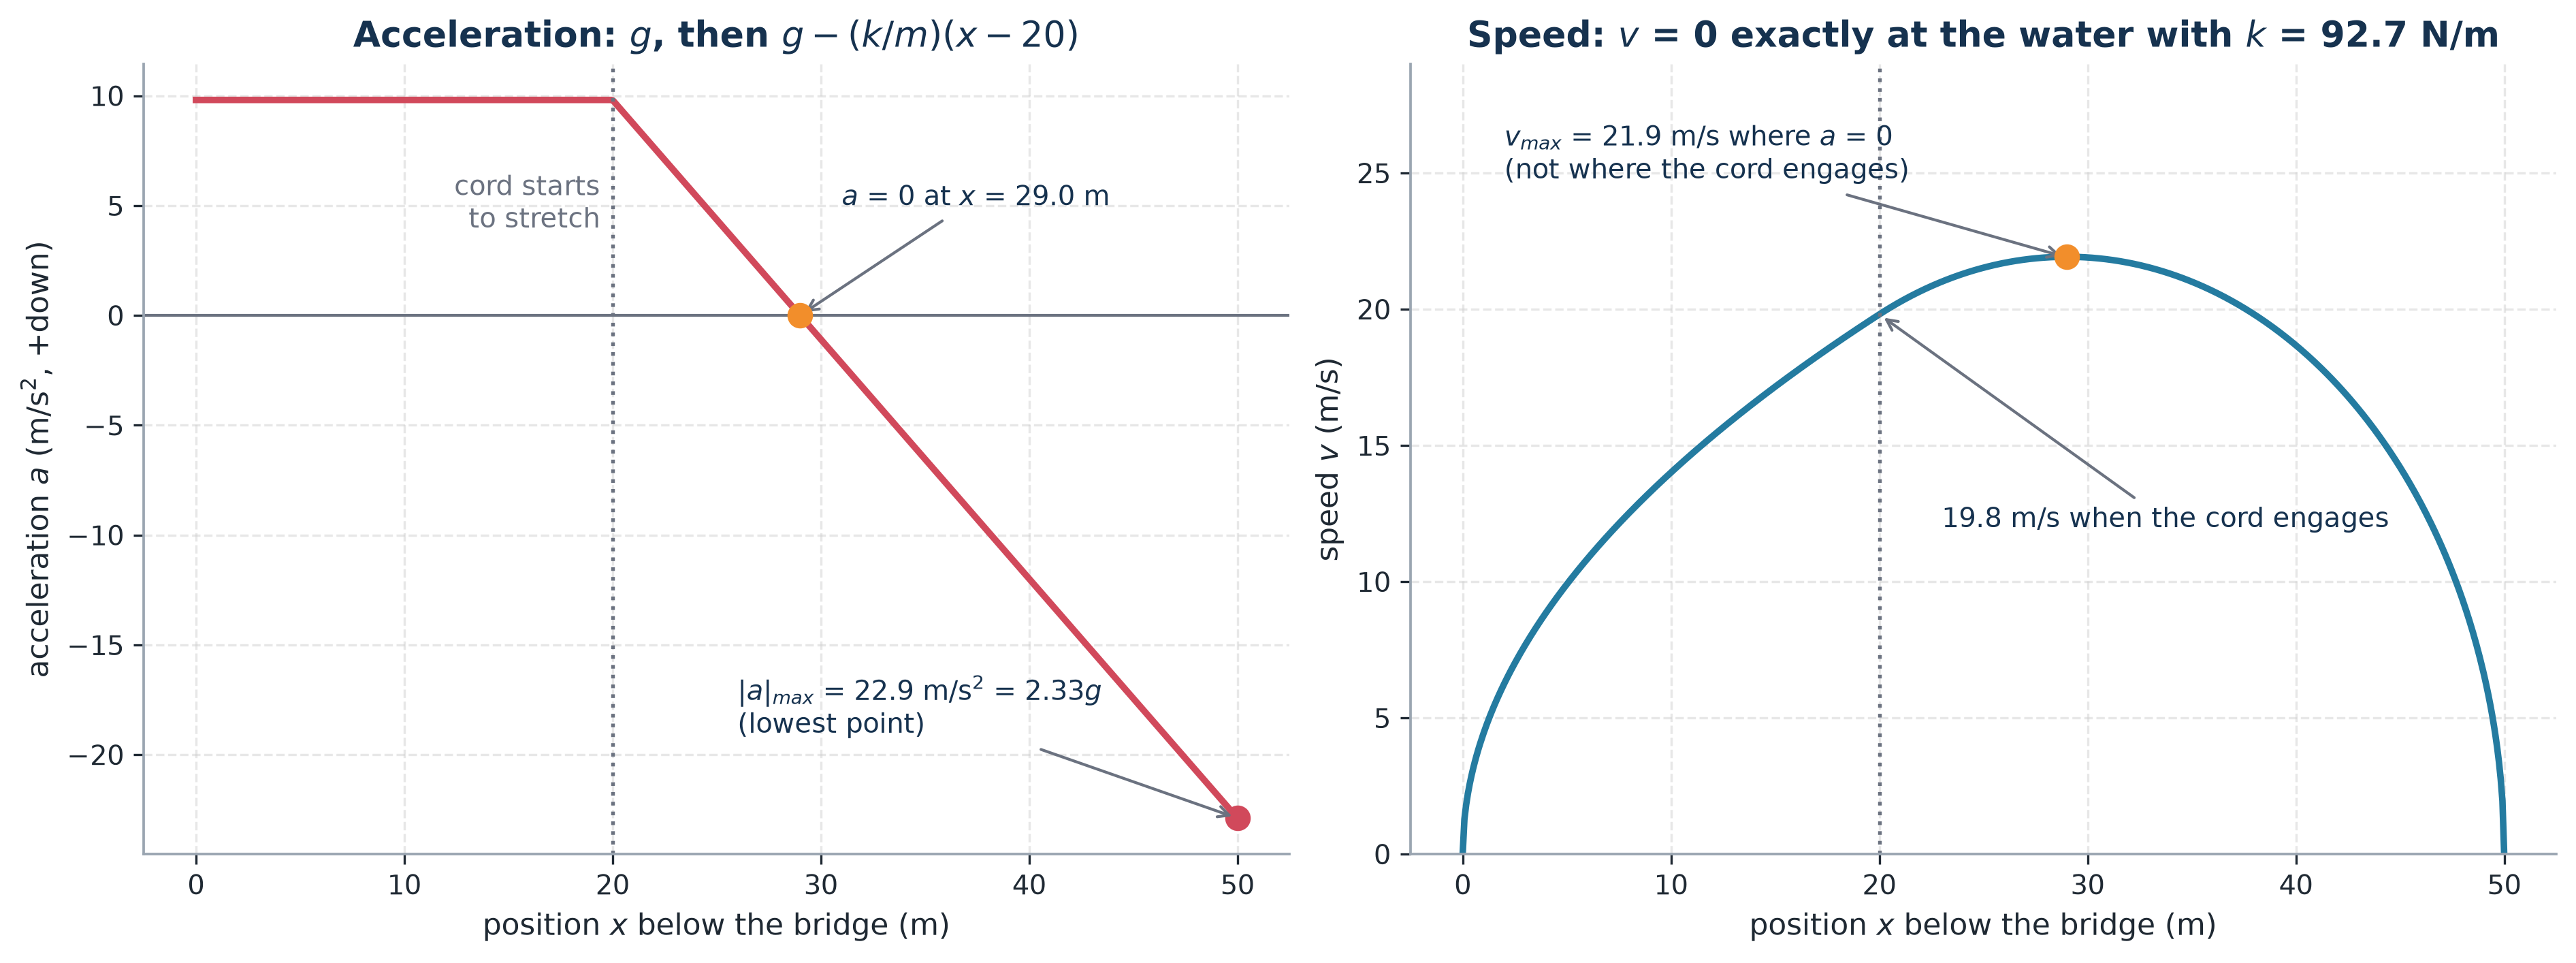 Acceleration: g, then g − (k/m)(x − 20)
10
5
0
−5
−10
−15
−20
acceleration a (m/s², +down)
cord starts
to stretch
a = 0 at x = 29.0 m
|a|max = 22.9 m/s² = 2.33g
(lowest point)
0
10
20
30
40
50
position x below the bridge (m)
Speed: v = 0 exactly at the water with k = 92.7 N/m
25
20
15
10
5
0
speed v (m/s)
vmax = 21.9 m/s where a = 0
(not where the cord engages)
19.8 m/s when the cord engages
0
10
20
30
40
50
position x below the bridge (m)